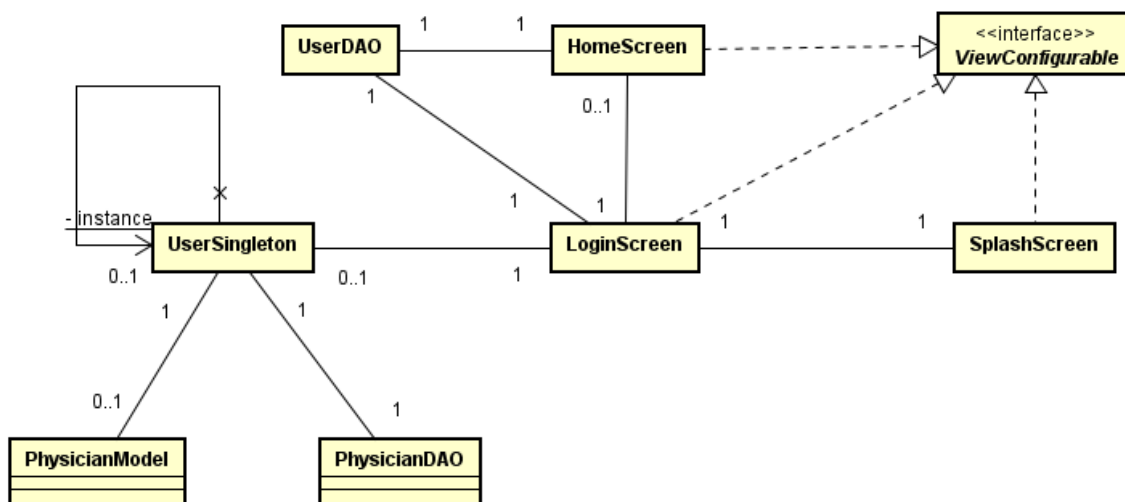 1
1
UserDAO
HomeScreen
<<interface>>
ViewConfigurable
1
0..1
1
1
1
1
- instance
UserSingleton
LoginScreen
SplashScreen
0..1
0..1
1
1
1
0..1
1
PhysicianModel
PhysicianDAO